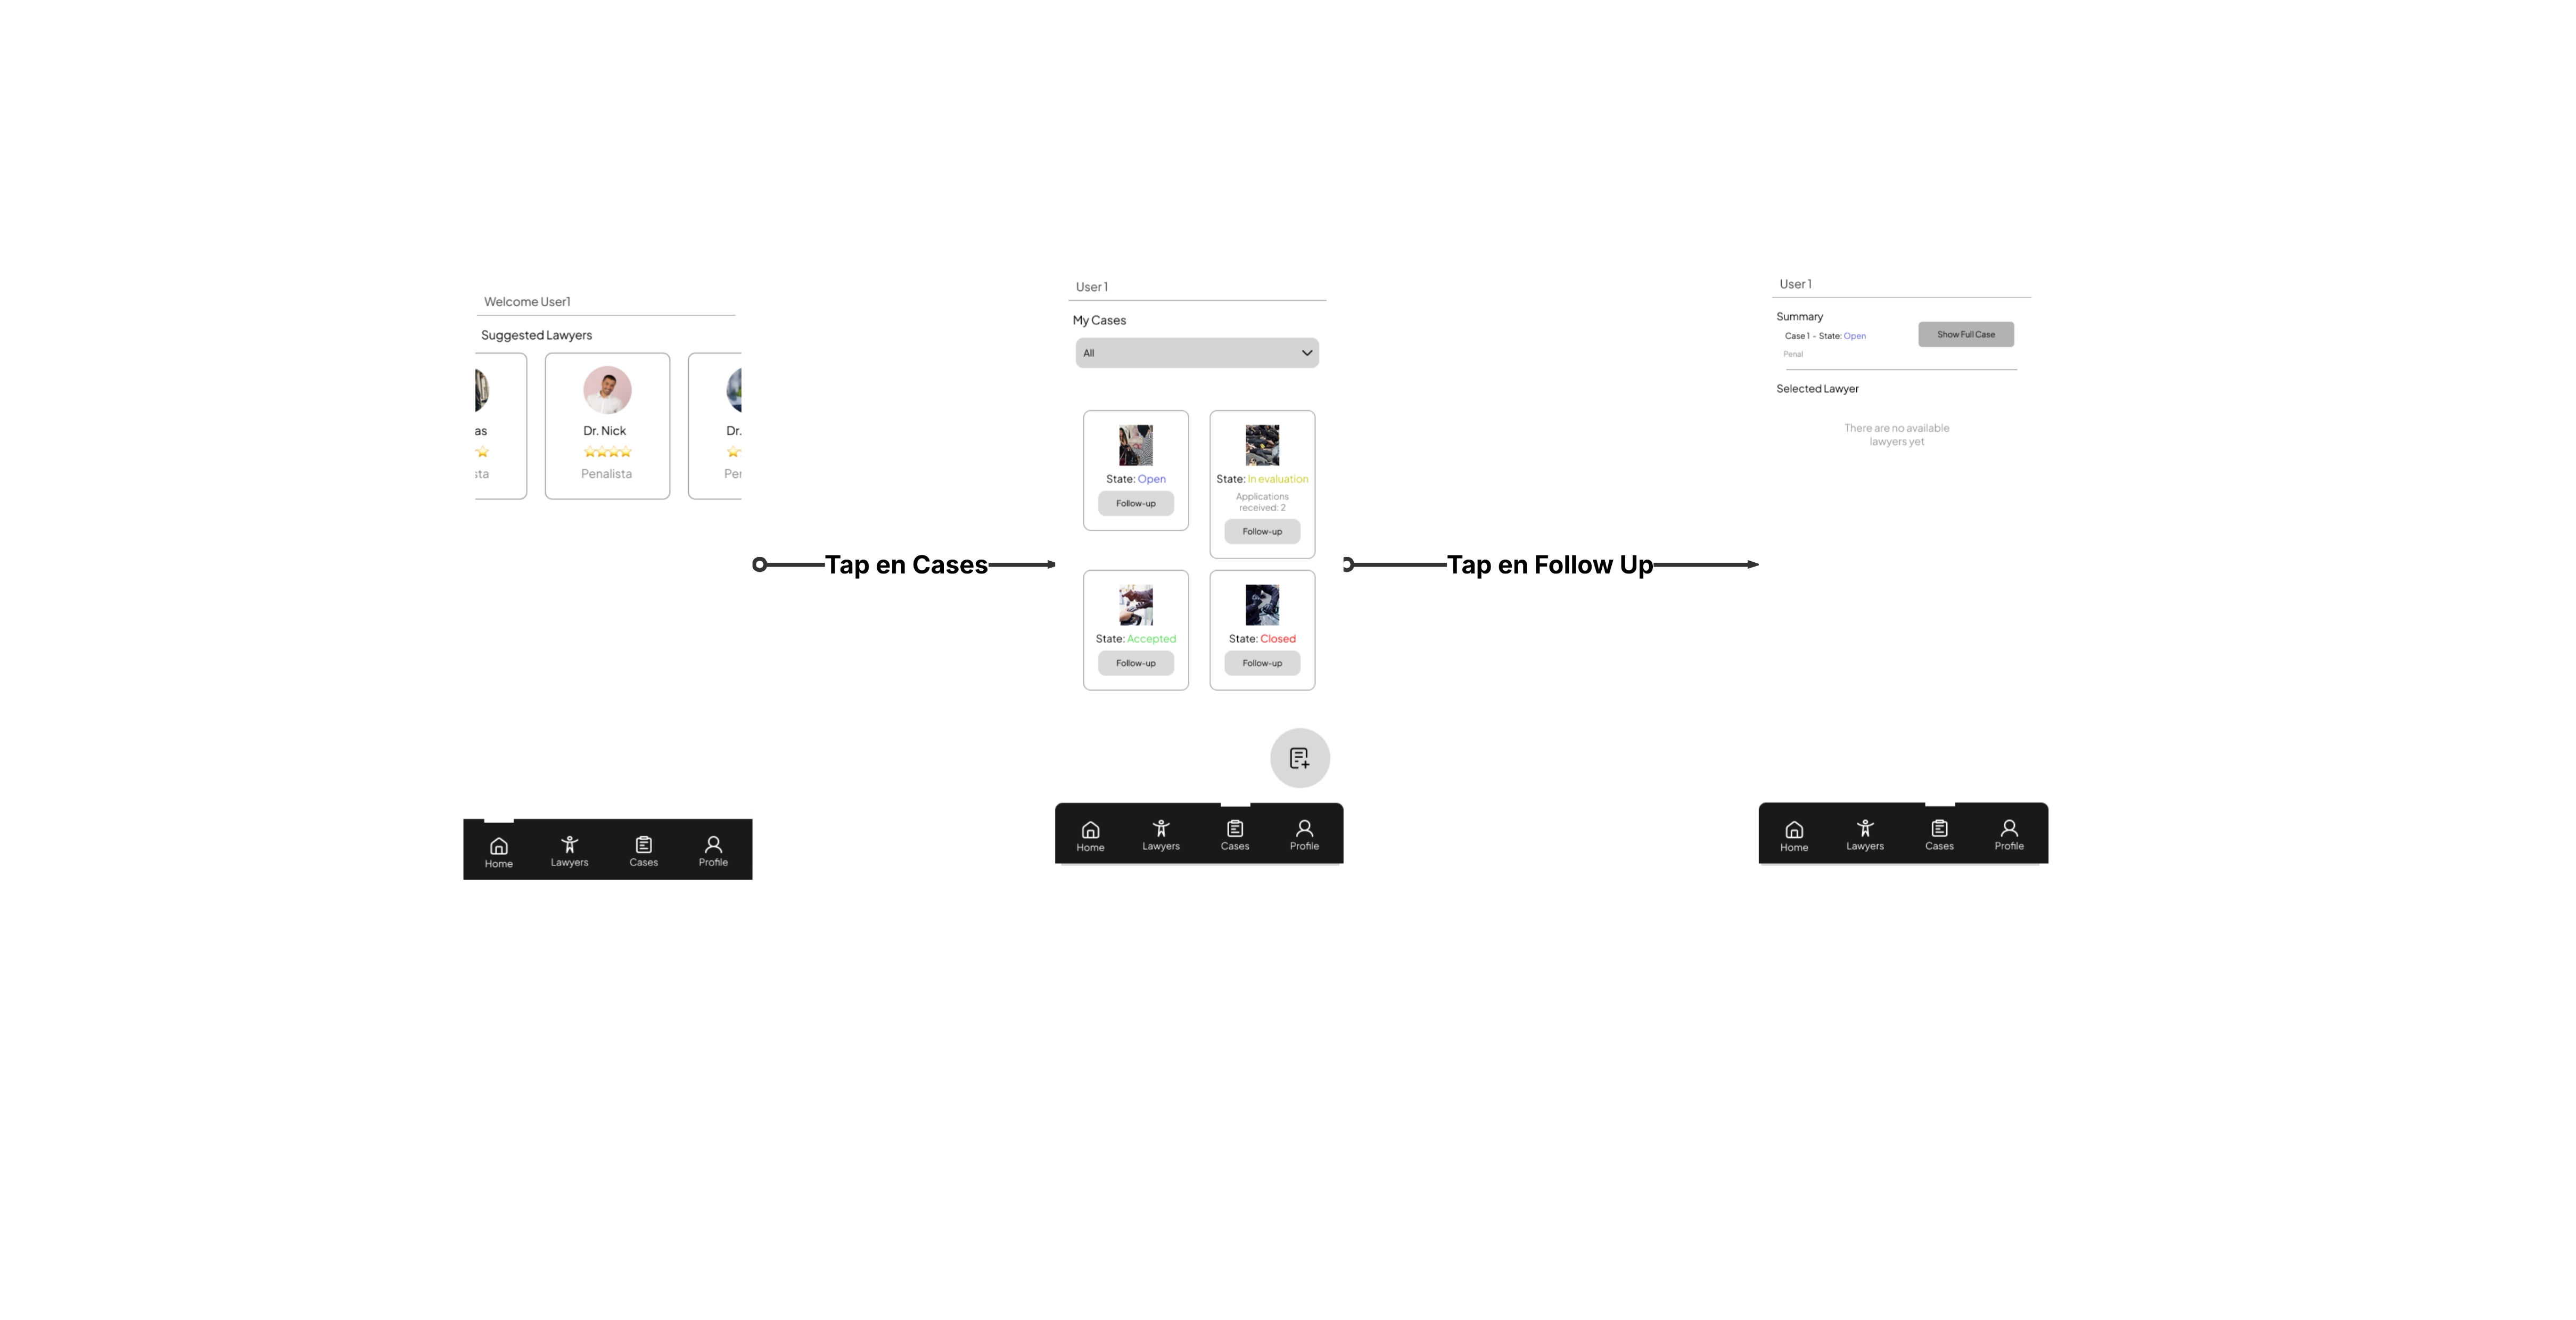 Welcome User1
Suggested Lawyers
as
Dr. Nick
Dr.
sta
Penalista
Per
Home
Lawyers
Cases
Profile
Tap en Cases
User 1
My Cases
All
State: Open
Follow-up
State: In evaluation
Applications
received: 2
Follow-up
State: Accepted
Follow-up
State: Closed
Follow-up
Home
Lawyers
Cases
Profile
Tap en Follow Up
User 1
Summary
Case 1 - State: Open
Show Full Case
Penal
Selected Lawyer
There are no available
lawyers yet
Home
Lawyers
Cases
Profile